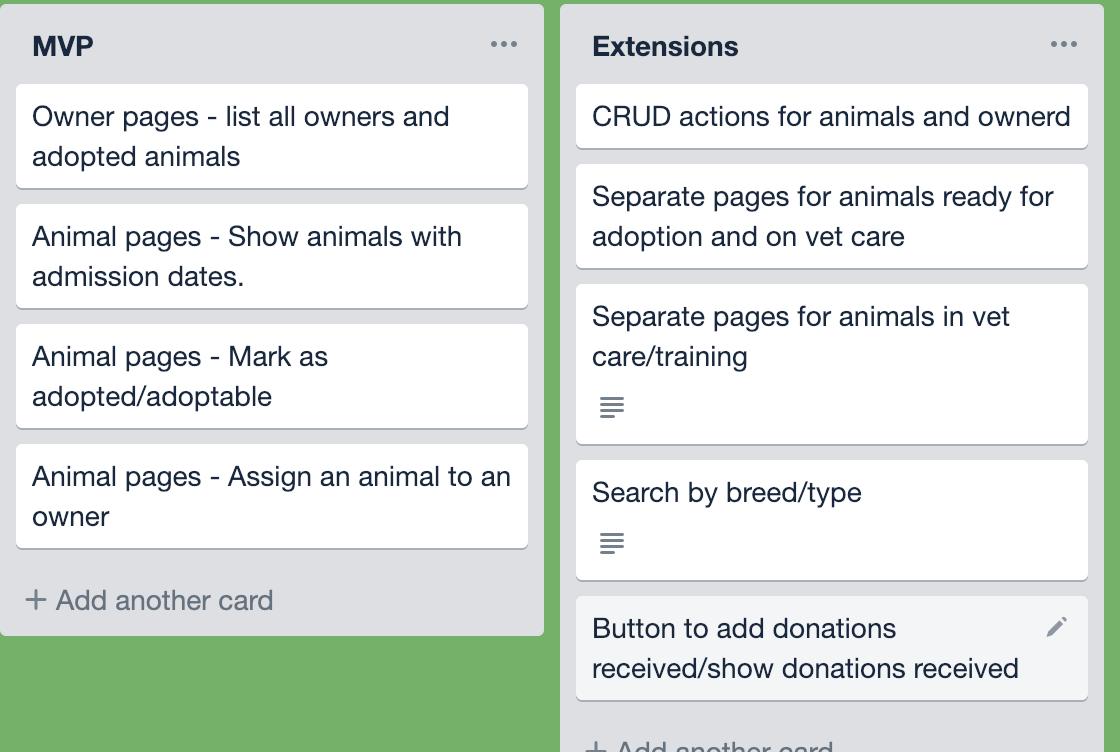 MVP
Owner pages - list all owners and
adopted animals
Animal pages - Show animals with
admission dates.
Animal pages - Mark as
adopted/adoptable
Animal pages - Assign an animal to an
owner
+ Add another card
Extensions
CRUD actions for animals and ownerd
Separate pages for animals ready for
adoption and on vet care
Separate pages for animals in vet
care/training
Search by breed/type
Button to add donations
received/show donations received
+ Add another card